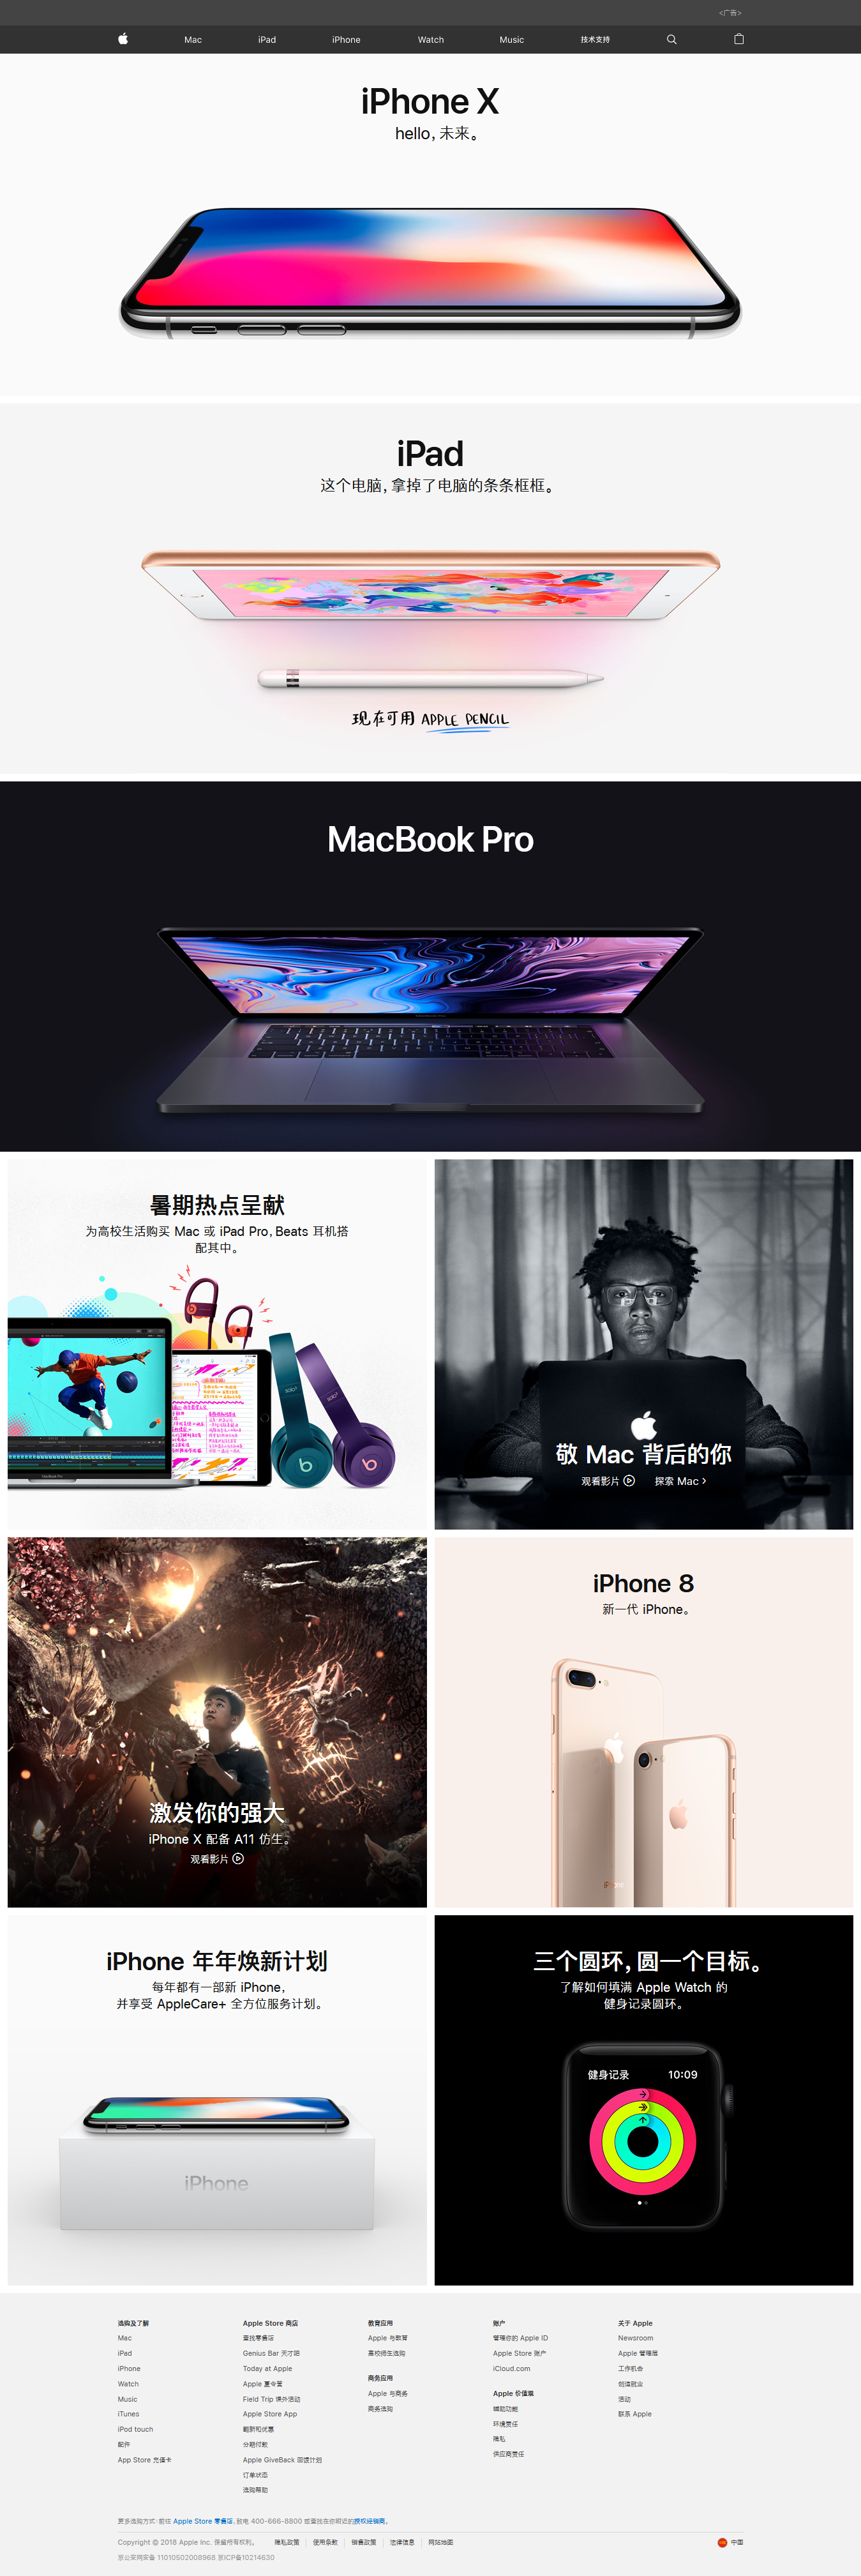 <广告>
Mac iPad iPhone Watch Music 技术支持
iPhone X
hello，未来。
iPad
这个电脑，拿掉了电脑的条条框框。
现在可用 APPLE PENCIL
MacBook Pro
暑期热点呈献
为高校生活购买 Mac 或 iPad Pro，Beats 耳机搭
配其中。
敬 Mac 背后的你
观看影片 探索 Mac
激发你的强大
iPhone X 配备 A11 仿生。
观看影片
iPhone 8
新一代 iPhone。
iPhone
iPhone 年年焕新计划
每年都有一部新 iPhone，
并享受 AppleCare+ 全方位服务计划。
iPhone
三个圆环，圆一个目标。
了解如何填满 Apple Watch 的
健身记录圆环。
健身记录 10:09
选购及了解
Mac
iPad
iPhone
Watch
Music
iTunes
iPod touch
配件
App Store 充值卡
Apple Store 商店
查找零售店
Genius Bar 天才吧
Today at Apple
Apple 夏令营
Field Trip 课外活动
Apple Store App
翻新和优惠
分期付款
Apple GiveBack 回馈计划
订单状态
选购帮助
教育应用
Apple 与教育
高校师生选购
商务应用
Apple 与商务
商务选购
账户
管理你的 Apple ID
Apple Store 账户
iCloud.com
Apple 价值观
辅助功能
环境责任
隐私
供应商责任
关于 Apple
Newsroom
Apple 管理层
工作机会
创造就业
活动
联系 Apple
更多选购方式：前往 Apple Store 零售店，致电 400-666-8800 或查找在你附近的授权经销商。
Copyright © 2018 Apple Inc. 保留所有权利。 隐私政策 使用条款 销售政策 法律信息 网站地图 中国
京公安网安备 11010502008968 京ICP备10214630